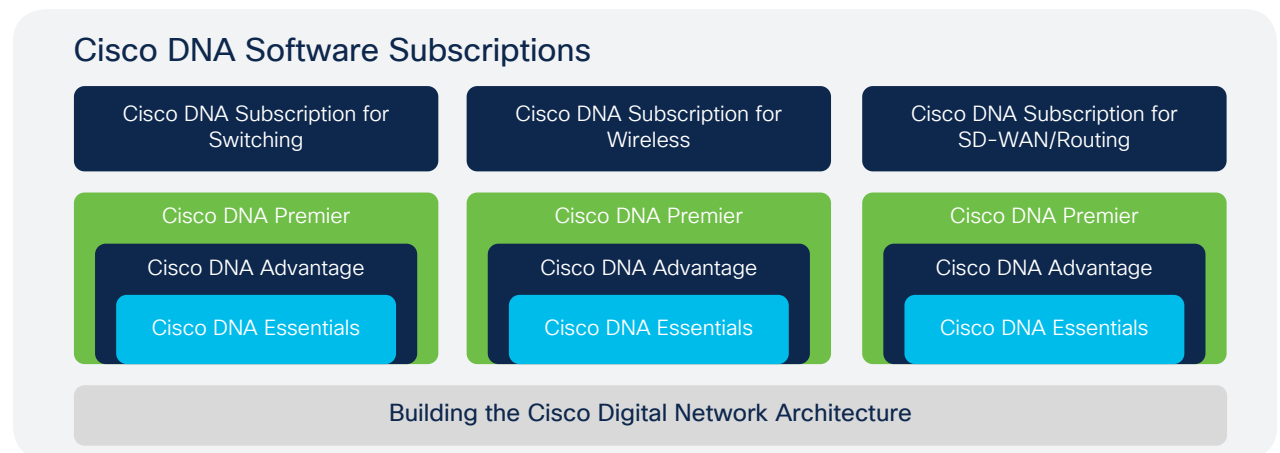 Cisco DNA Software Subscriptions
Cisco DNA Subscription for
Switching
Cisco DNA Subscription for
Wireless
Cisco DNA Subscription for
SD-WAN/Routing
Cisco DNA Premier
Cisco DNA Advantage
Cisco DNA Essentials
Cisco DNA Premier
Cisco DNA Advantage
Cisco DNA Essentials
Cisco DNA Premier
Cisco DNA Advantage
Cisco DNA Essentials
Building the Cisco Digital Network Architecture